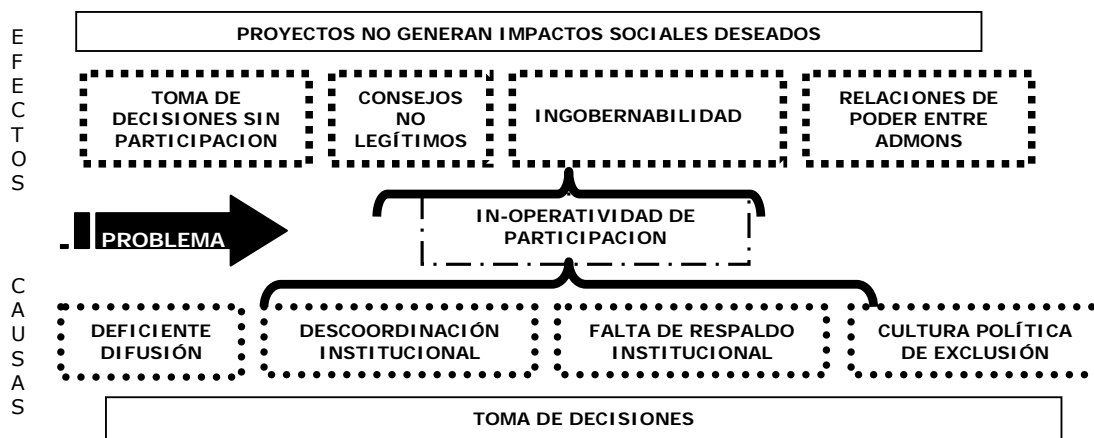 EFECTOS
PROYECTOS NO GENERAN IMPACTOS SOCIALES DESEADOS
TOMA DE
DECISIONES SIN
PARTICIPACION
CONSEJOS
NO
LEGÍTIMOS
INGOBERNABILIDAD
RELACIONES DE
PODER ENTRE
ADMONS
PROBLEMA
IN-OPERATIVIDAD DE
PARTICIPACION
CAUSAS
DEFICIENTE
DIFUSIÓN
DESCOORDINACIÓN
INSTITUCIONAL
FALTA DE RESPALDO
INSTITUCIONAL
CULTURA POLÍTICA
DE EXCLUSIÓN
TOMA DE DECISIONES